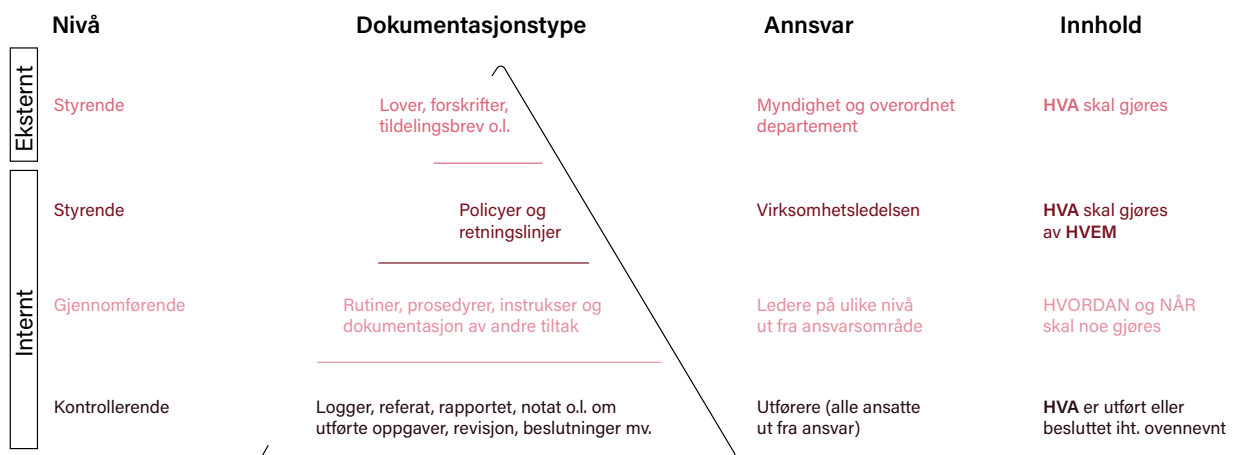 Nivå Dokumentasjonstype Annsvar Innhold
Eksternt
Styrende
Lover, forskrifter,
tildelingsbrev o.l.
Myndighet og overordnet
departement
HVA skal gjøres
Internt
Styrende
Policyer og
retningslinjer
Virksomhetsledelsen
HVA skal gjøres
av HVEM
Gjennomførende
Rutiner, prosedyrer, instrukser og
dokumentasjon av andre tiltak
Ledere på ulike nivå
ut fra ansvarsområde
HVORDAN og NÅR
skal noe gjøres
Kontrollerende
Logger, referat, rapportet, notat o.l. om
utførte oppgaver, revisjon, beslutninger mv.
Utførere (alle ansatte
ut fra ansvar)
HVA er utført eller
besluttet iht. ovennevnt